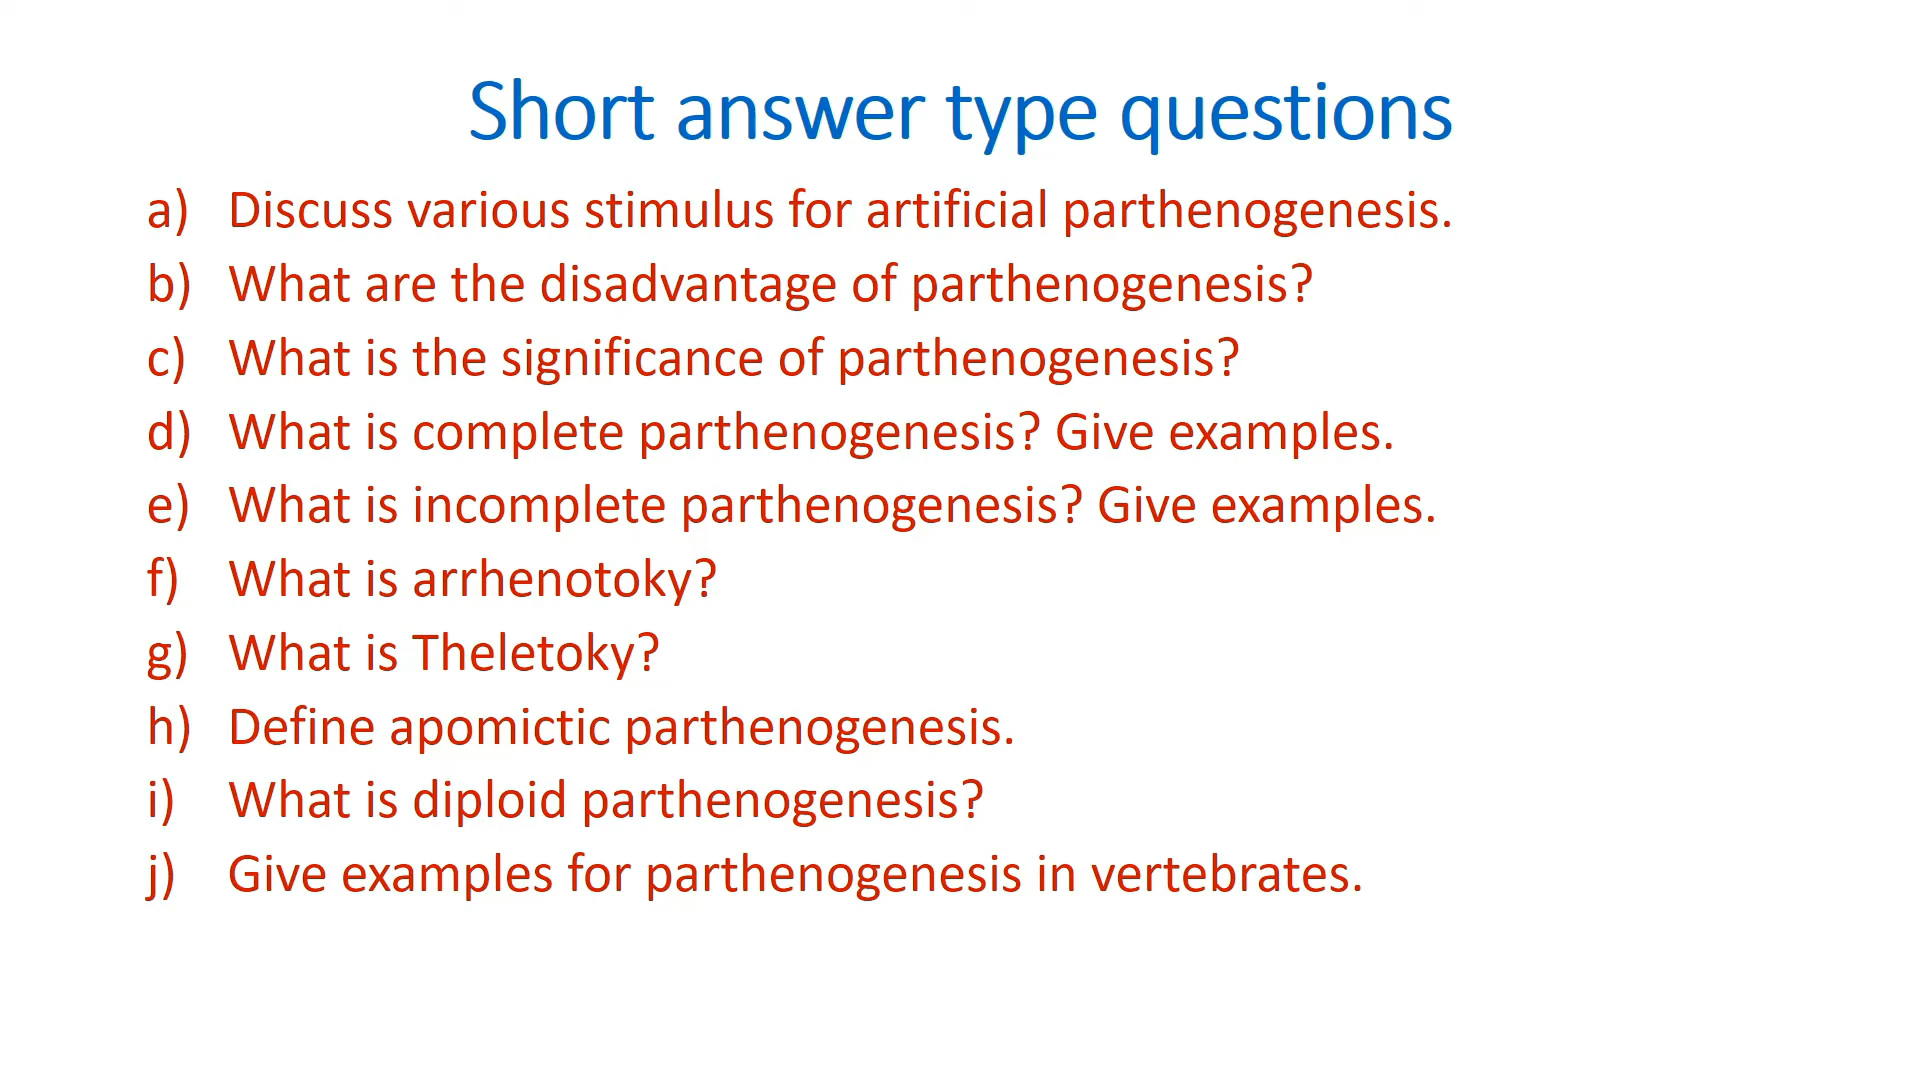 Short answer type questions
a) Discuss various stimulus for artificial parthenogenesis.
b) What are the disadvantage of parthenogenesis?
c) What is the significance of parthenogenesis?
d) What is complete parthenogenesis? Give examples.
e) What is incomplete parthenogenesis? Give examples.
f) What is arrhenotoky?
g) What is Theletoky?
h) Define apomictic parthenogenesis.
i) What is diploid parthenogenesis?
j) Give examples for parthenogenesis in vertebrates.